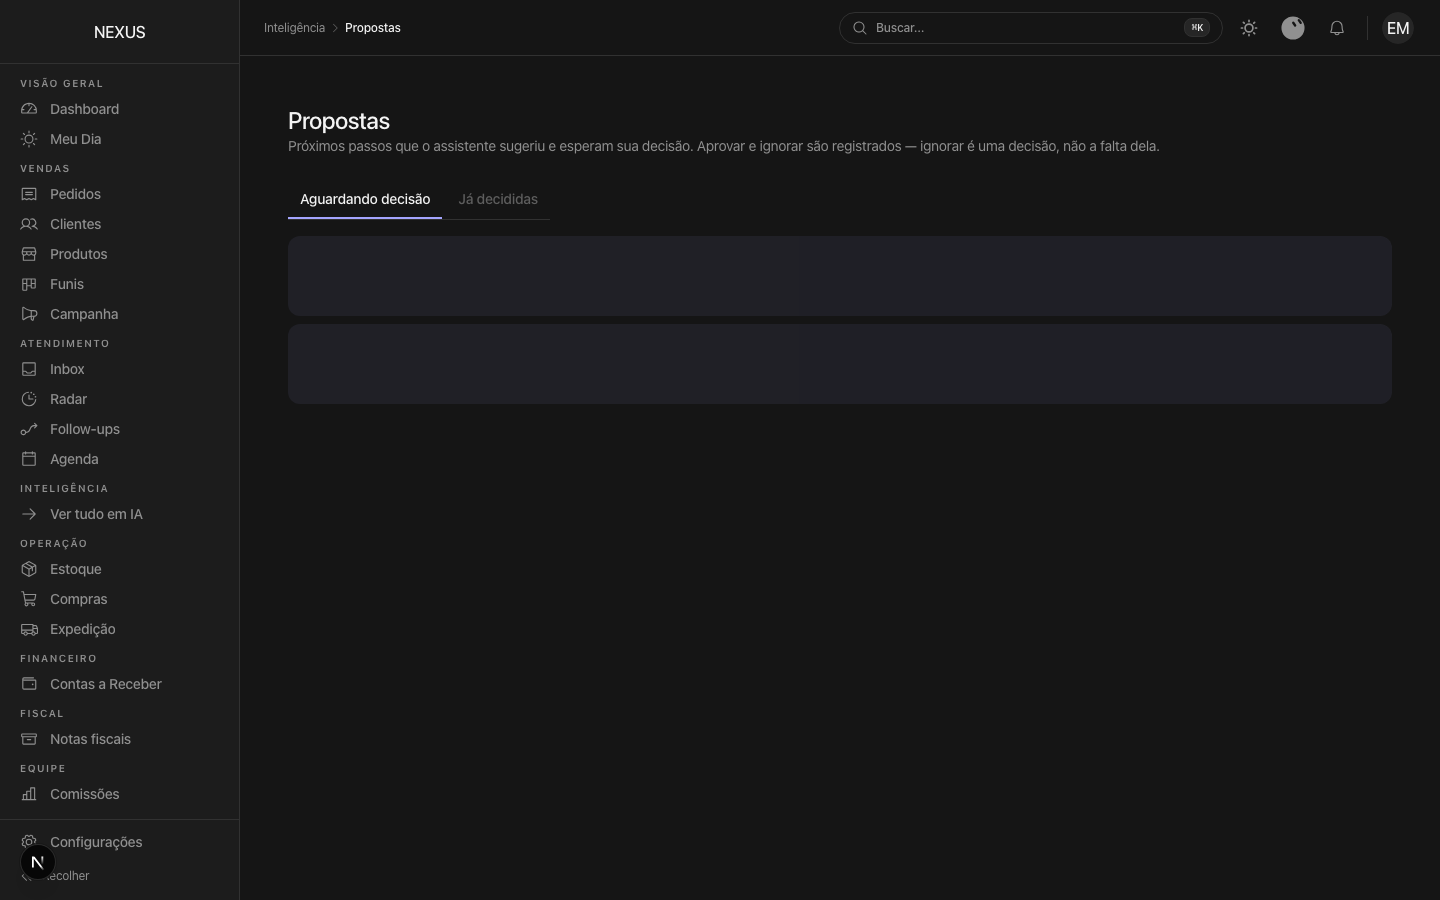 NEXUS
Inteligência
Propostas
Buscar...
⌘K
EM
VISÃO GERAL
Dashboard
Meu Dia
VENDAS
Pedidos
Clientes
Produtos
Funis
Campanha
ATENDIMENTO
Inbox
Radar
Follow-ups
Agenda
INTELIGÊNCIA
Ver tudo em IA
OPERAÇÃO
Estoque
Compras
Expedição
FINANCEIRO
Contas a Receber
FISCAL
Notas fiscais
EQUIPE
Comissões
Configurações
N
ecolher
Propostas
Próximos passos que o assistente sugeriu e esperam sua decisão. Aprovar e ignorar são registrados — ignorar é uma decisão, não a falta dela.
Aguardando decisão
Já decididas